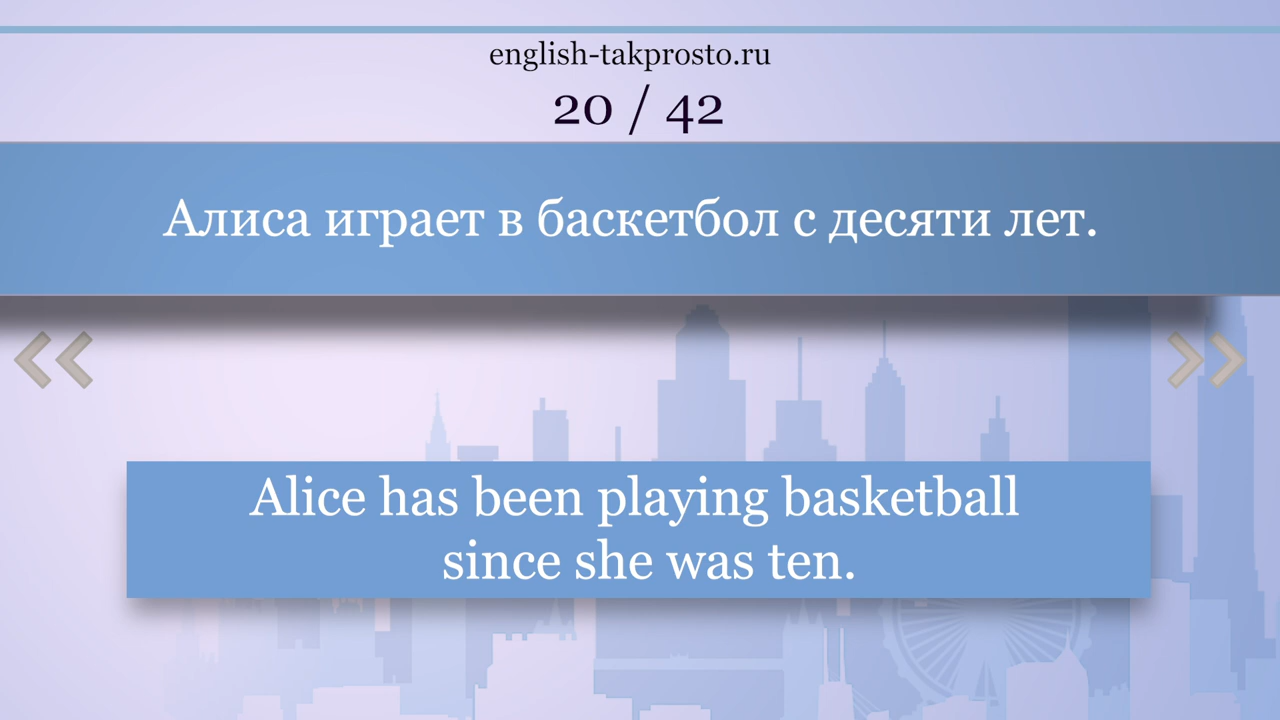 english-takprosto.ru
20 / 42
Алиса играет в баскетбол с десяти лет.
Alice has been playing basketball
since she was ten.